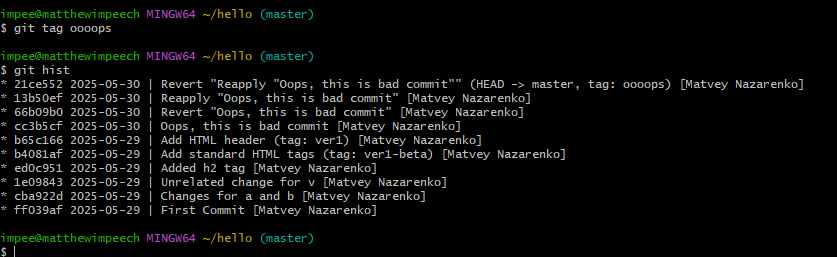 impee@matthewimpeech MINGW64 ~/hello (master)
$ git tag oooops
impee@matthewimpeech MINGW64 ~/hello (master)
$ git hist
* 21ce552 2025-05-30 | Revert "Reapply "Oops, this is bad commit"" (HEAD -> master, tag: oooops) [Matvey Nazarenko]
* 13b50ef 2025-05-30 | Reapply "Oops, this is bad commit" [Matvey Nazarenko]
* 66b09b0 2025-05-30 | Revert "Oops, this is bad commit" [Matvey Nazarenko]
* cc3b5cf 2025-05-30 | Oops, this is bad commit [Matvey Nazarenko]
* b65c166 2025-05-29 | Add HTML header (tag: ver1) [Matvey Nazarenko]
* b4081af 2025-05-29 | Add standard HTML tags (tag: ver1-beta) [Matvey Nazarenko]
* ed0c951 2025-05-29 | Added h2 tag [Matvey Nazarenko]
* 1e09843 2025-05-29 | Unrelated change for v [Matvey Nazarenko]
* cba922d 2025-05-29 | Changes for a and b [Matvey Nazarenko]
* ff039af 2025-05-29 | First Commit [Matvey Nazarenko]
impee@matthewimpeech MINGW64 ~/hello (master)
$